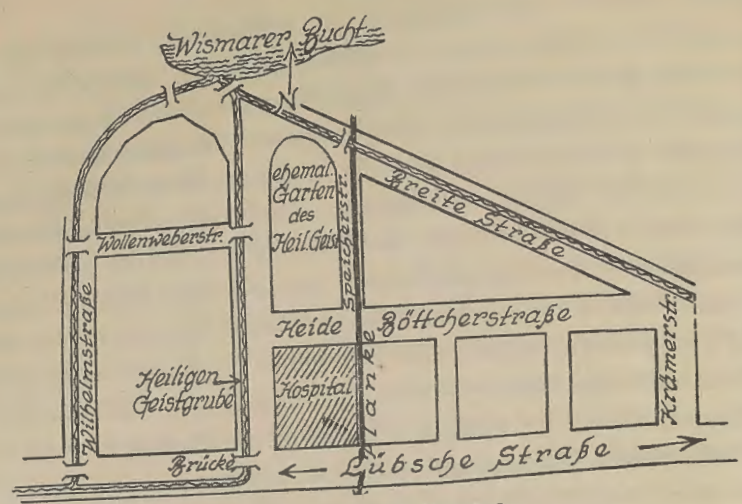 Wismarer Bucht
N
ehemal.
Garten
des
Heil. Geist
Speicherstr.
Breite Straße
Wollenweberstr.
Heide
Böttcherstraße
Wilhelmstraße
Heiligen
Geistgrube
Hospital
Planke
Krämerstr.
Brücke
Lübsche Straße